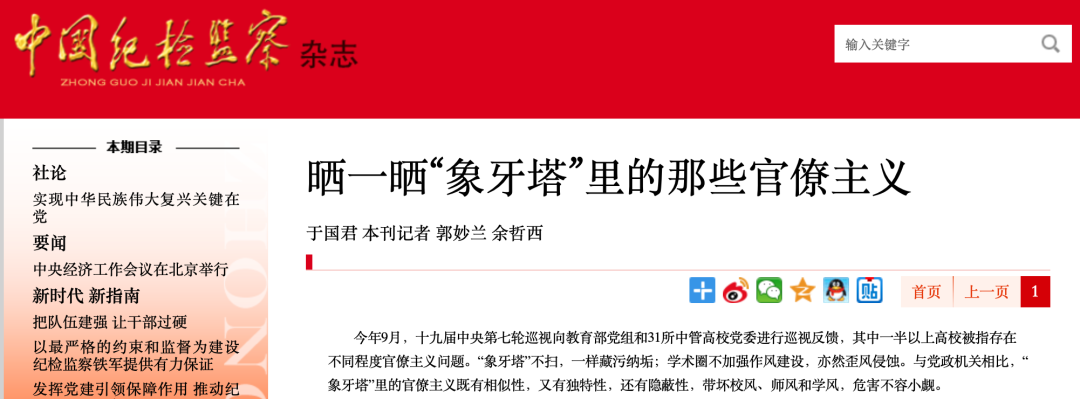 中国纪检监察 杂志
ZHONG GUO JI JIAN JIAN CHA
输入关键字
本期目录
社论
实现中华民族伟大复兴关键在
党
要闻
中央经济工作会议在北京举行
新时代 新指南
把队伍建强 让干部过硬
以最严格的约束和监督为建设
纪检监察铁军提供有力保证
发挥党建引领保障作用 推动纪
晒一晒“象牙塔”里的那些官僚主义
于国君 本刊记者 郭妙兰 余哲西
贴
首页 上一页 1
今年9月，十九届中央第七轮巡视向教育部党组和31所中管高校党委进行巡视反馈，其中一半以上高校被指存在
不同程度官僚主义问题。“象牙塔”不扫，一样藏污纳垢；学术圈不加强作风建设，亦然歪风侵蚀。与党政机关相比，“
象牙塔”里的官僚主义既有相似性，又有独特性，还有隐蔽性，带坏校风、师风和学风，危害不容小觑。